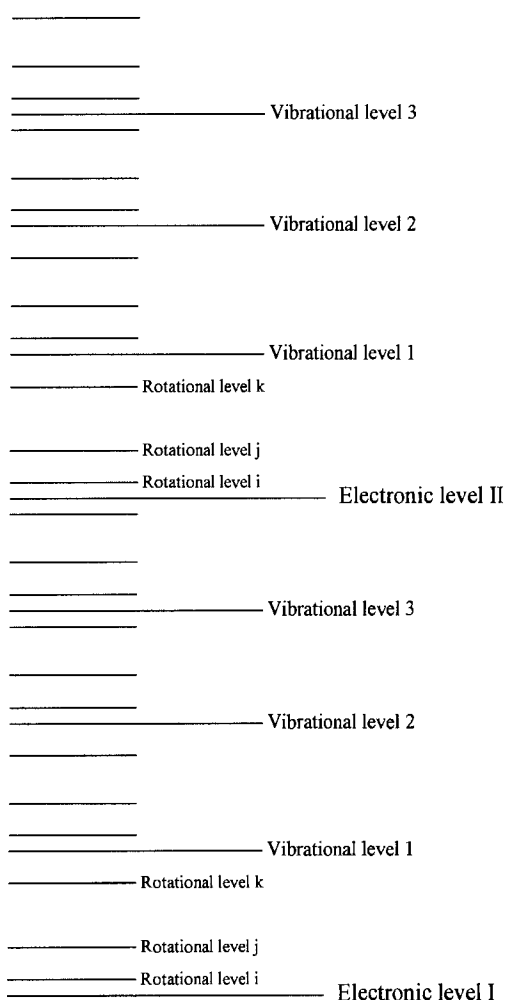 Vibrational level 3
Vibrational level 2
Vibrational level 1
Rotational level k
Rotational level j
Rotational level i
Electronic level II
Vibrational level 3
Vibrational level 2
Vibrational level 1
Rotational level k
Rotational level j
Rotational level i
Electronic level I